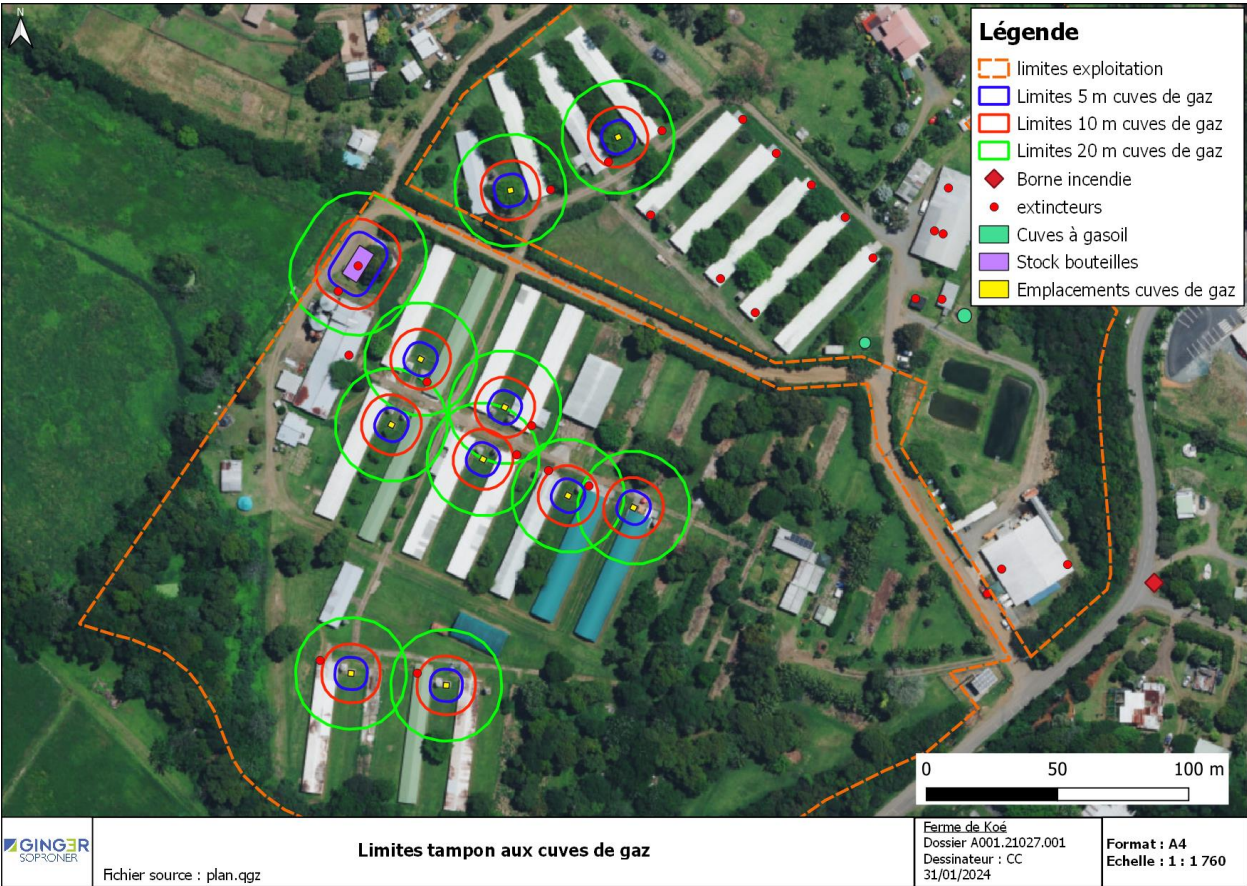 N
Légende
limites exploitation
Limites 5 m cuves de gaz
Limites 10 m cuves de gaz
Limites 20 m cuves de gaz
Borne incendie
extincteurs
Cuves à gasoil
Stock bouteilles
Emplacements cuves de gaz
0 50 100 m
GINGER
SOPRONER
Fichier source : plan.qgz
Limites tampon aux cuves de gaz
Ferme de Koé
Dossier A001.21027.001
Dessinateur : CC
31/01/2024
Format : A4
Echelle : 1 : 1 760